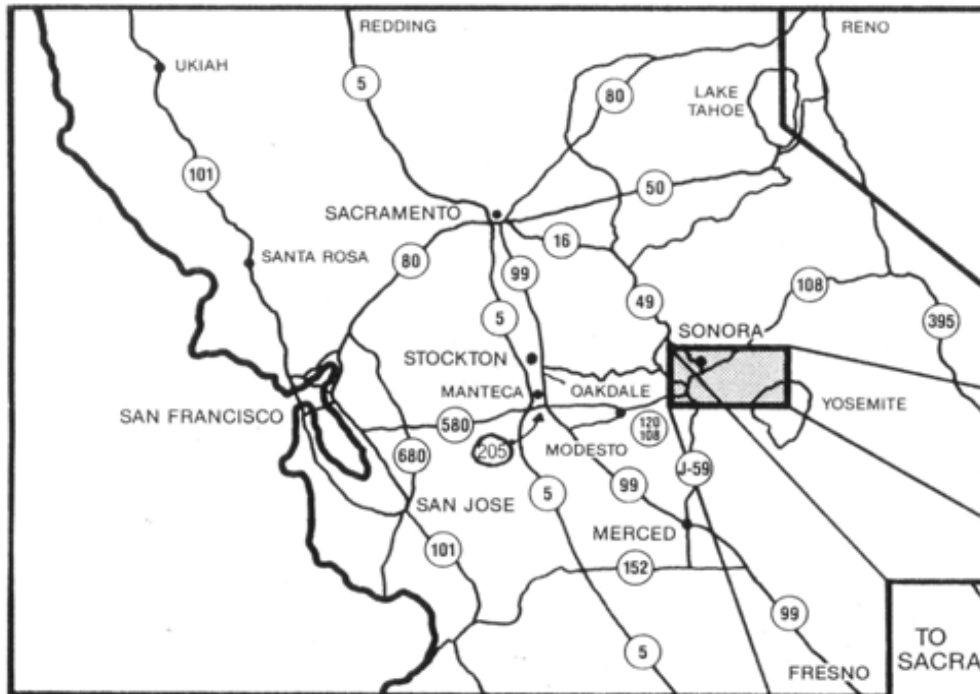 REDDING
RENO
UKIAH
5
80
LAKE
TAHOE
101
50
SACRAMENTO
16
SANTA ROSA
80
99
108
49
5
SONORA
395
STOCKTON
MANTECA
OAKDALE
YOSEMITE
SAN FRANCISCO
580
120
108
205
MODESTO
680
J-59
99
5
SAN JOSE
MERCED
101
152
99
5
FRESNO
TO
SACRA